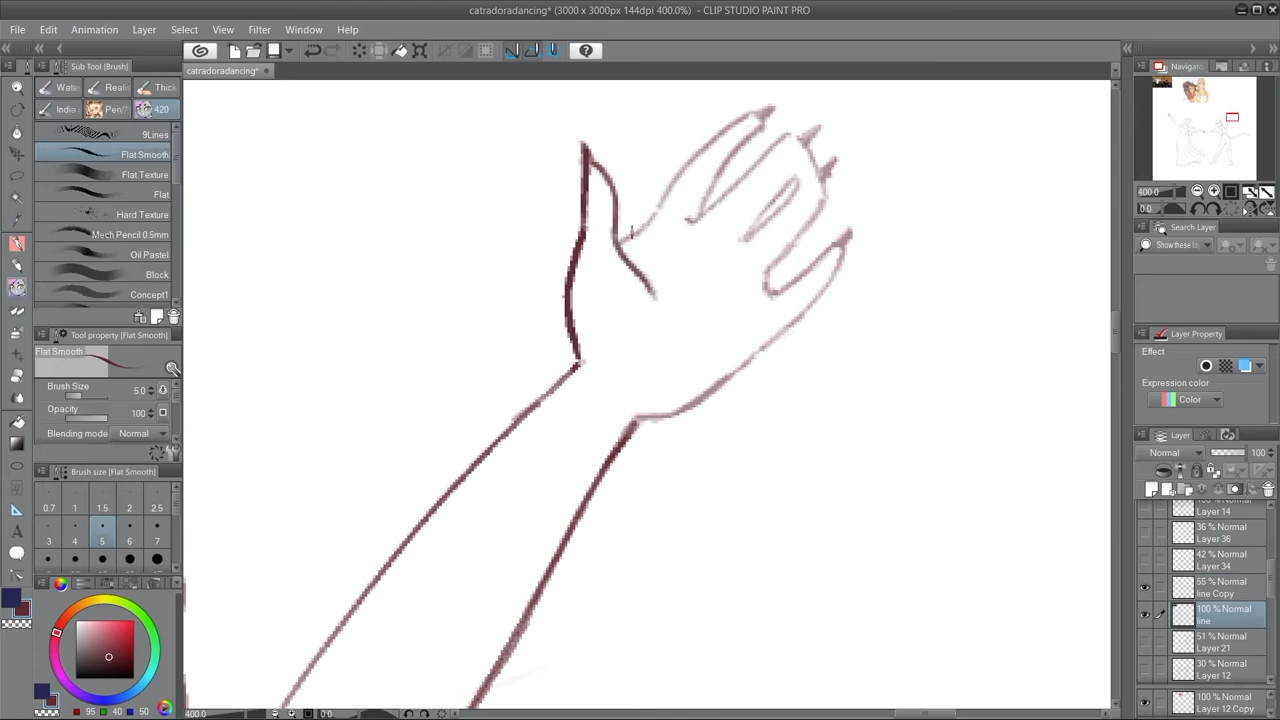 catradoradancing* (3000 x 3000px 144dpi 400.0%) - CLIP STUDIO PAINT PRO
File Edit Animation Layer Select View Filter Window Help
Sub Tool [Brush]
catradoradancing*
Navigator
Water Realis Thick
India Pen/ 420
9Lines
Flat Smooth
Flat Texture
Flat
Hard Texture
Mech Pencil 0.5mm
Oil Pastel
Block
Concept1
400.0
0.0
Search Layer
Show these lay
Tool property [Flat Smooth]
Flat Smooth
Brush Size 5.0
Opacity 100
Blending mode Normal
Layer Property
Effect
Expression color
Color
Layer
Normal 100
Brush size [Flat Smooth]
0.7 1 1.5 2 2.5
3 4 5 6 7
100 % Normal
Layer 14
36 % Normal
Layer 36
42 % Normal
Layer 34
55 % Normal
line Copy
100 % Normal
line
51 % Normal
Layer 21
30 % Normal
Layer 12
100 % Normal
Layer 12 Copy
95 40 50
400.0 0.0